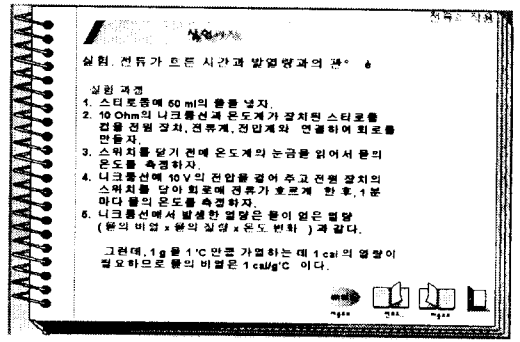 전류의 작용
실험과정
실험. 전류가 흐른 시간과 발열량과의 관
실험 과정
1. 스티로폼에 50 ml의 물을 넣자.
2. 10 Ohm의 니크롬선과 온도계가 장치된 스티로폼
컵을 전원 장치, 전류계, 전압계와 연결하여 회로를
만들자.
3. 스위치를 닫기 전에 온도계의 눈금을 읽어서 물의
온도를 측정하자.
4. 니크롬선에 10 V의 전압을 걸어 주고 전원 장치의
스위치를 닫아 회로에 전류가 흐르게 한 후, 1분
마다 물의 온도를 측정하자.
5. 니크롬선에서 발생한 열량은 물이 얻은 열량
( 물의 비열 x 물의 질량 x 온도 변화 ) 과 같다.
그런데, 1 g 물 1 'C 만큼 가열하는 데 1 cal 의 열량이
필요하므로 물의 비열은 1 cal/g'C 이다.